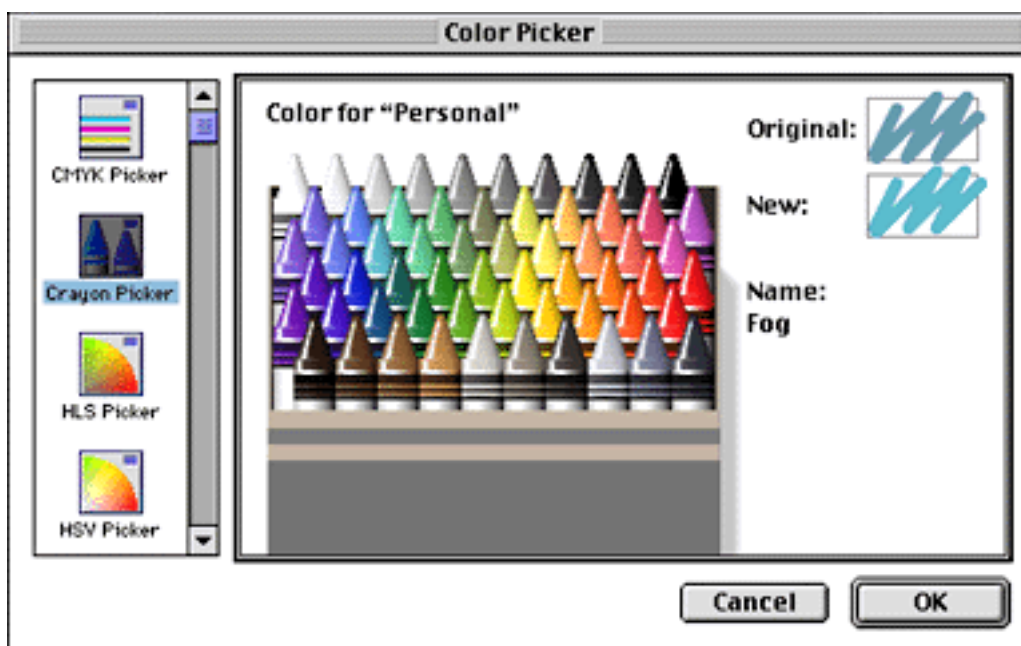 Color Picker
CMYK Picker
Crayon Picker
HLS Picker
HSV Picker
Color for “Personal”
Original:
New:
Name:
Fog
Cancel
OK